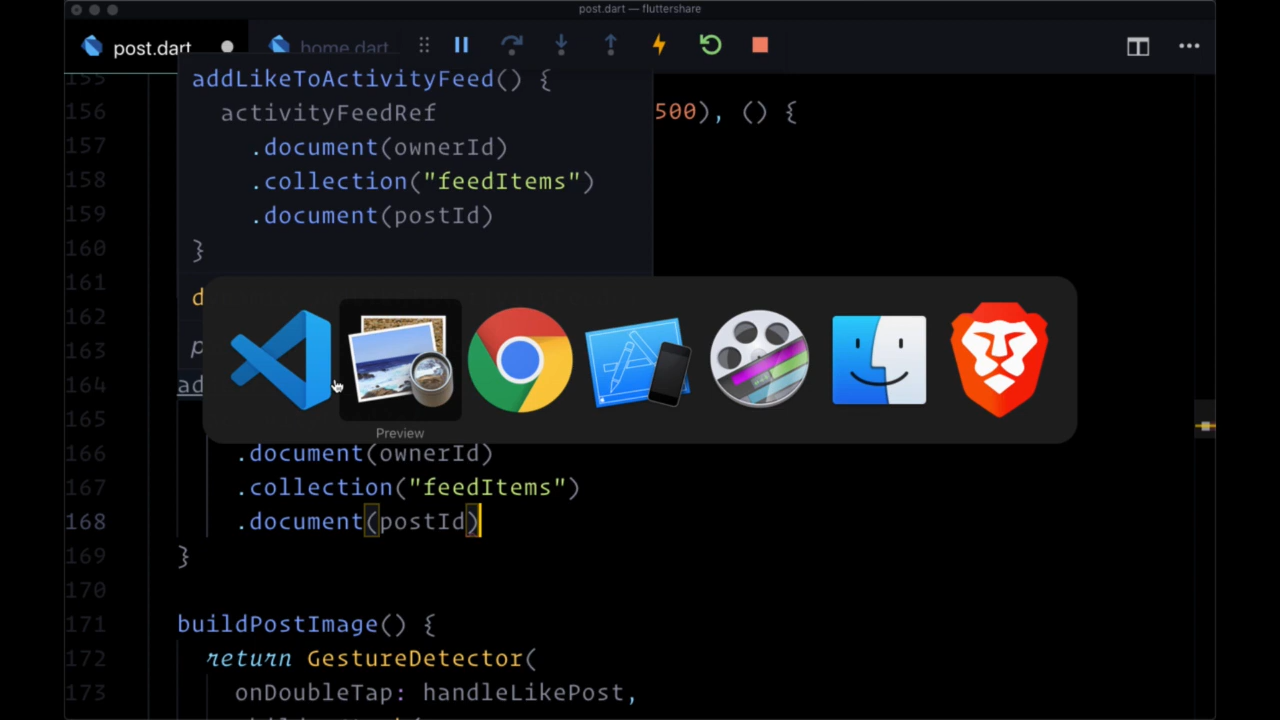 post.dart — fluttershare
post.dart
home.dart
155
addLikeToActivityFeed() {
156
activityFeedRef
500), () {
157
.document(ownerId)
158
.collection("feedItems")
159
.document(postId)
160
}
161
162
d
163
p
164
ad
165
Preview
166
.document(ownerId)
167
.collection("feedItems")
168
.document(postId)
169
}
170
171
buildPostImage() {
172
return GestureDetector(
173
onDoubleTap: handleLikePost,